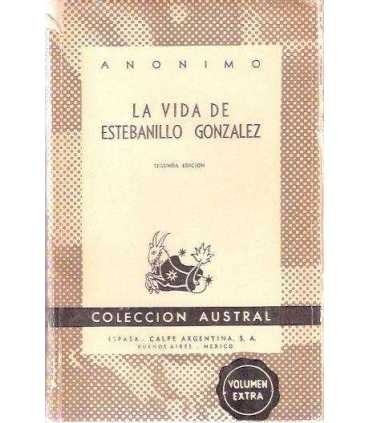 ANONIMO
LA VIDA DE
ESTEBANILLO GONZALEZ
SEGUNDA EDICION
COLECCION AUSTRAL
ESPASA - CALPE ARGENTINA, S. A.
BUENOS AIRES - MEXICO
VOLUMEN
EXTRA